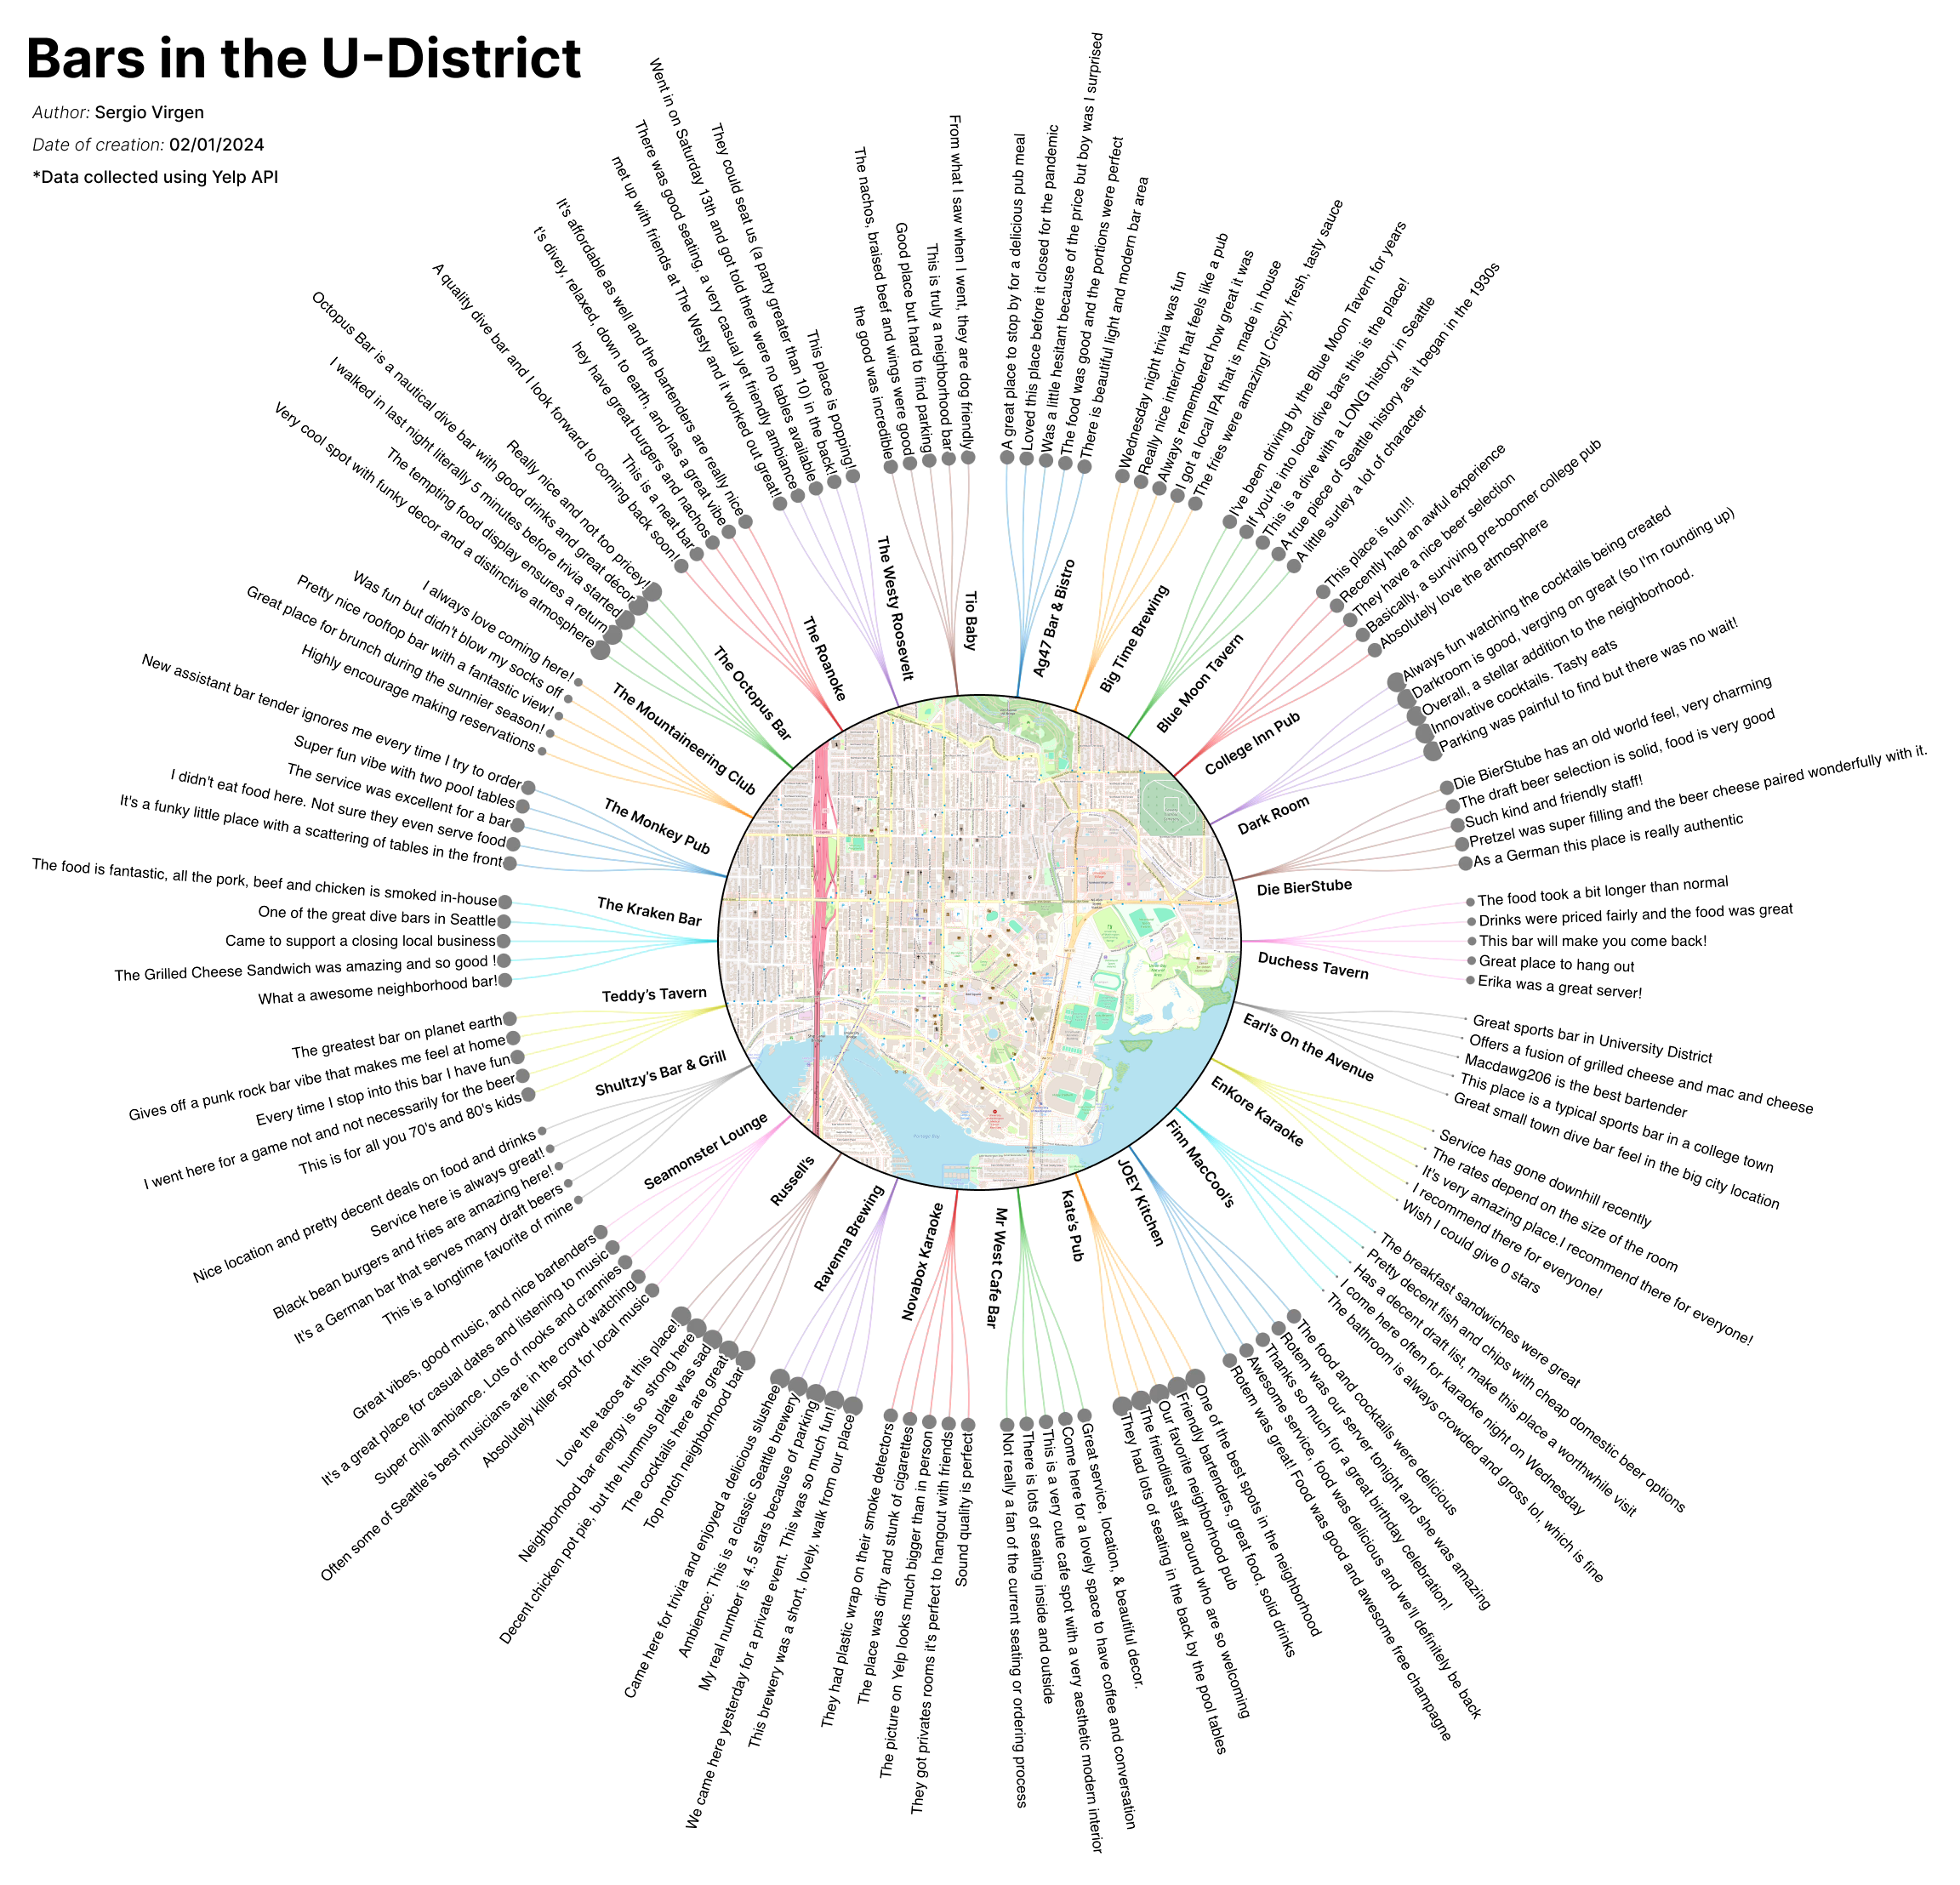 Bars in the U-District
Author: Sergio Virgen
Date of creation: 02/01/2024
*Data collected using Yelp API
Ag47 Bar & Bistro
A great place to stop by for a delicious pub meal
Loved this place before it closed for the pandemic
Was a little hesitant because of the price but boy was I surprised
The food was good and the portions were perfect
There is beautiful light and modern bar area
Big Time Brewing
Wednesday night trivia was fun
Really nice interior that feels like a pub
Always remembered how great it was
I got a local IPA that is made in house
The fries were amazing! Crispy, fresh, tasty sauce
Blue Moon Tavern
I've been driving by the Blue Moon Tavern for years
If you're into local dive bars this is the place!
This is a dive with a LONG history in Seattle
A true piece of Seattle history as it began in the 1930s
A little surley a lot of character
College Inn Pub
This place is fun!!!
Recently had an awful experience
They have a nice beer selection
Basically, a surviving pre-boomer college pub
Absolutely love the atmosphere
Dark Room
Always fun watching the cocktails being created
Darkroom is good, verging on great (so I'm rounding up)
Overall, a stellar addition to the neighborhood.
Innovative cocktails. Tasty eats
Parking was painful to find but there was no wait!
Die BierStube
Die BierStube has an old world feel, very charming
The draft beer selection is solid, food is very good
Such kind and friendly staff!
Pretzel was super filling and the beer cheese paired wonderfully with it.
As a German this place is really authentic
Duchess Tavern
The food took a bit longer than normal
Drinks were priced fairly and the food was great
This bar will make you come back!
Great place to hang out
Erika was a great server!
Earl's On the Avenue
Great sports bar in University District
Offers a fusion of grilled cheese and mac and cheese
Macdawg206 is the best bartender
This place is a typical sports bar in a college town
Great small town dive bar feel in the big city location
EnKore Karaoke
Service has gone downhill recently
The rates depend on the size of the room
It's very amazing place.I recommend there for everyone!
I recommend there for everyone!
Wish I could give 0 stars
Finn MacCool's
The breakfast sandwiches were great
Pretty decent fish and chips with cheap domestic beer options
Has a decent draft list, make this place a worthwhile visit
I come here often for karaoke night on Wednesday
The bathroom is always crowded and gross lol, which is fine
JOEY Kitchen
The food and cocktails were delicious
Rotem was our server tonight and she was amazing
Thanks so much for a great birthday celebration!
Awesome service, food was delicious and we'll definitely be back
Rotem was great! Food was good and awesome free champagne
Kate's Pub
One of the best spots in the neighborhood
Friendly bartenders, great food, solid drinks
Our favorite neighborhood pub
The friendliest staff around who are so welcoming
They had lots of seating in the back by the pool tables
Mr West Cafe Bar
Great service, location, & beautiful decor.
Come here for a lovely space to have coffee and conversation
This is a very cute cafe spot with a very aesthetic modern interior
There is lots of seating inside and outside
Not really a fan of the current seating or ordering process
Novabox Karaoke
Sound quality is perfect
They got privates rooms it's perfect to hangout with friends
The picture on Yelp looks much bigger than in person
The place was dirty and stunk of cigarettes
They had plastic wrap on their smoke detectors
Ravenna Brewing
This brewery was a short, lovely, walk from our place
We came here yesterday for a private event. This was so much fun!
My real number is 4.5 stars because of parking
Ambience: This is a classic Seattle brewery
Came here for trivia and enjoyed a delicious slushee
Russell's
Top notch neighborhood bar
The cocktails here are great
Decent chicken pot pie, but the hummus plate was sad
Neighborhood bar energy is so strong here
Love the tacos at this place!
Seamonster Lounge
Absolutely killer spot for local music
Often some of Seattle's best musicians are in the crowd watching
Super chill ambiance. Lots of nooks and crannies
It's a great place for casual dates and listening to music
Great vibes, good music, and nice bartenders
Shultzy's Bar & Grill
This is a longtime favorite of mine
It's a German bar that serves many draft beers
Black bean burgers and fries are amazing here!
Service here is always great!
Nice location and pretty decent deals on food and drinks
Teddy's Tavern
This is for all you 70's and 80's kids
I went here for a game not and not necessarily for the beer
Every time I stop into this bar I have fun
Gives off a punk rock bar vibe that makes me feel at home
The greatest bar on planet earth
The Kraken Bar
What a awesome neighborhood bar!
The Grilled Cheese Sandwich was amazing and so good !
Came to support a closing local business
One of the great dive bars in Seattle
The food is fantastic, all the pork, beef and chicken is smoked in-house
The Monkey Pub
It's a funky little place with a scattering of tables in the front
I didn't eat food here. Not sure they even serve food
The service was excellent for a bar
Super fun vibe with two pool tables
New assistant bar tender ignores me every time I try to order
The Mountaineering Club
Highly encourage making reservations
Great place for brunch during the sunnier season!
Pretty nice rooftop bar with a fantastic view!
Was fun but didn't blow my socks off
I always love coming here!
The Octopus Bar
Very cool spot with funky decor and a distinctive atmosphere
The tempting food display ensures a return
I walked in last night literally 5 minutes before trivia started
Octopus Bar is a nautical dive bar with good drinks and great décor
Really nice and not too pricey!
The Roanoke
A quality dive bar and I look forward to coming back soon!
This is a neat bar
hey have great burgers and nachos
t's divey, relaxed, down to earth, and has a great vibe
It's affordable as well and the bartenders are really nice
The Westy Roosevelt
met up with friends at The Westy and it worked out great!
There was good seating, a very casual yet friendly ambiance
Went in on Saturday 13th and got told there were no tables available
They could seat us (a party greater than 10) in the back!
This place is popping!
Tio Baby
the good was incredible
The nachos, braised beef and wings were good
Good place but hard to find parking
This is truly a neighborhood bar
From what I saw when I went, they are dog friendly